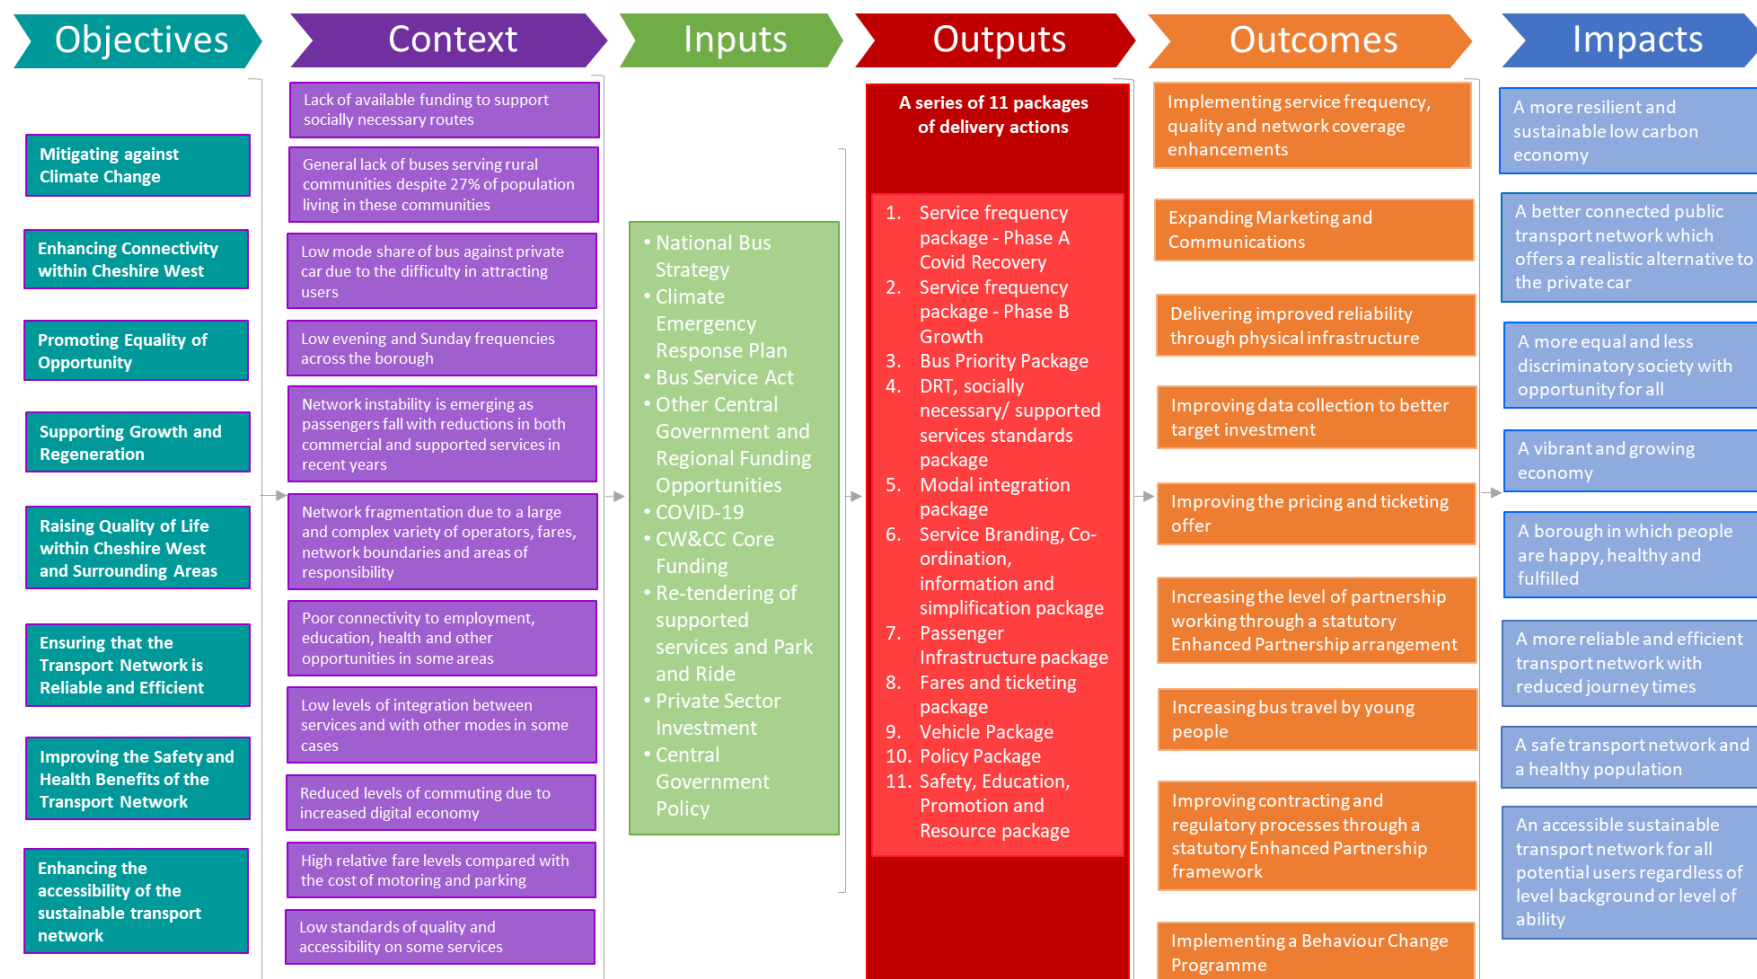 Objectives
Mitigating against
Climate Change
Enhancing Connectivity
within Cheshire West
Promoting Equality of
Opportunity
Supporting Growth and
Regeneration
Raising Quality of Life
within Cheshire West
and Surrounding Areas
Ensuring that the
Transport Network is
Reliable and Efficient
Improving the Safety and
Health Benefits of the
Transport Network
Enhancing the
accessibility of the
sustainable transport
network
Context
Lack of available funding to support
socially necessary routes
General lack of buses serving rural
communities despite 27% of population
living in these communities
Low mode share of bus against private
car due to the difficulty in attracting
users
Low evening and Sunday frequencies
across the borough
Network instability is emerging as
passengers fall with reductions in both
commercial and supported services in
recent years
Network fragmentation due to a large
and complex variety of operators, fares,
network boundaries and areas of
responsibility
Poor connectivity to employment,
education, health and other
opportunities in some areas
Low levels of integration between
services and with other modes in some
cases
Reduced levels of commuting due to
increased digital economy
High relative fare levels compared with
the cost of motoring and parking
Low standards of quality and
accessibility on some services
Inputs
• National Bus
Strategy
• Climate
Emergency
Response Plan
• Bus Service Act
• Other Central
Government and
Regional Funding
Opportunities
• COVID-19
• CW&CC Core
Funding
• Re-tendering of
supported
services and Park
and Ride
• Private Sector
Investment
• Central
Government
Policy
Outputs
A series of 11 packages
of delivery actions
1. Service frequency
package - Phase A
Covid Recovery
2. Service frequency
package - Phase B
Growth
3. Bus Priority Package
4. DRT, socially
necessary/ supported
services standards
package
5. Modal integration
package
6. Service Branding, Co-
ordination,
information and
simplification package
7. Passenger
Infrastructure package
8. Fares and ticketing
package
9. Vehicle Package
10. Policy Package
11. Safety, Education,
Promotion and
Resource package
Outcomes
Implementing service frequency,
quality and network coverage
enhancements
Expanding Marketing and
Communications
Delivering improved reliability
through physical infrastructure
Improving data collection to better
target investment
Improving the pricing and ticketing
offer
Increasing the level of partnership
working through a statutory
Enhanced Partnership arrangement
Increasing bus travel by young
people
Improving contracting and
regulatory processes through a
statutory Enhanced Partnership
framework
Implementing a Behaviour Change
Programme
Impacts
A more resilient and
sustainable low carbon
economy
A better connected public
transport network which
offers a realistic alternative to
the private car
A more equal and less
discriminatory society with
opportunity for all
A vibrant and growing
economy
A borough in which people
are happy, healthy and
fulfilled
A more reliable and efficient
transport network with
reduced journey times
A safe transport network and
a healthy population
An accessible sustainable
transport network for all
potential users regardless of
level background or level of
ability